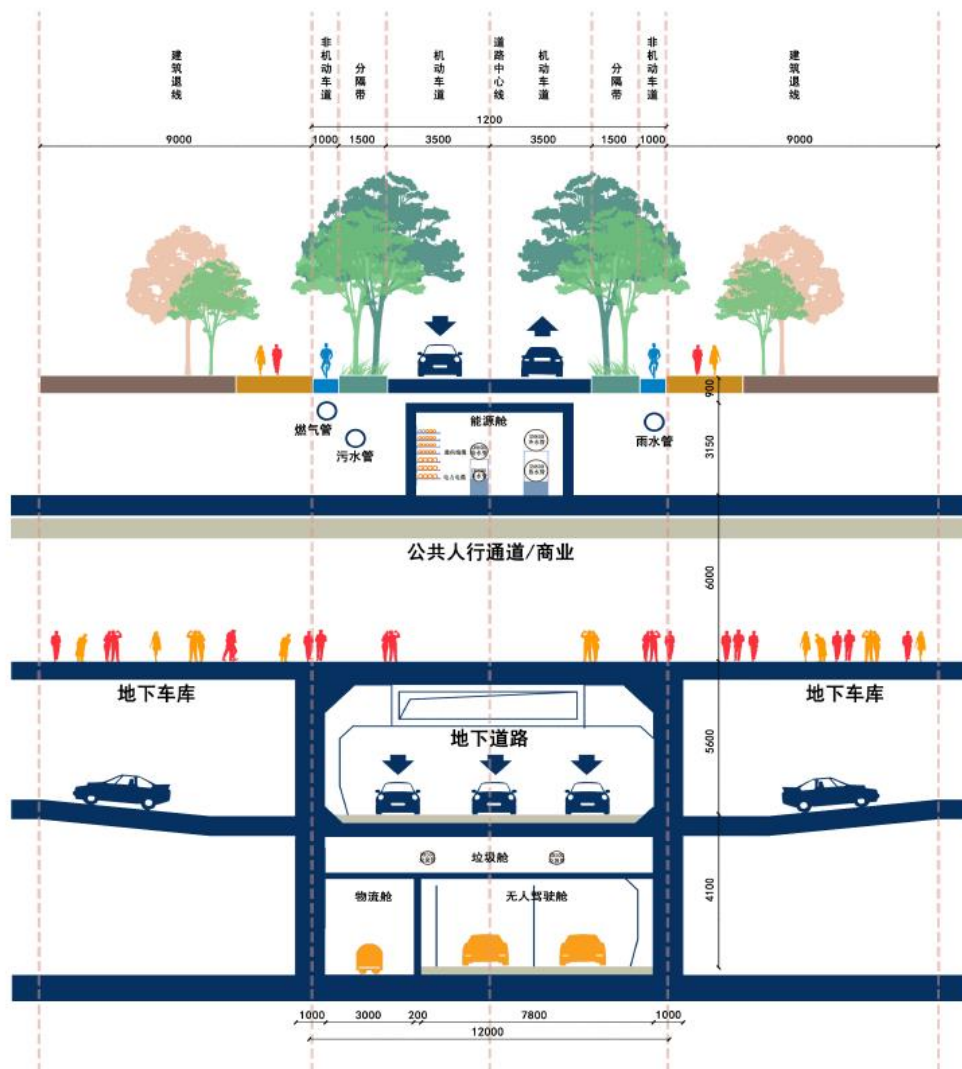 建筑退线
非机动车道
分隔带
机动车道
道路中心线
机动车道
分隔带
非机动车道
建筑退线
1200
9000
1000
1500
3500
3500
1500
1000
9000
900
燃气管
污水管
能源舱
雨水管
3150
公共人行通道/商业
6000
地下车库
地下道路
地下车库
5600
垃圾舱
物流舱
无人驾驶舱
4100
1000
3000
200
7800
1000
12000